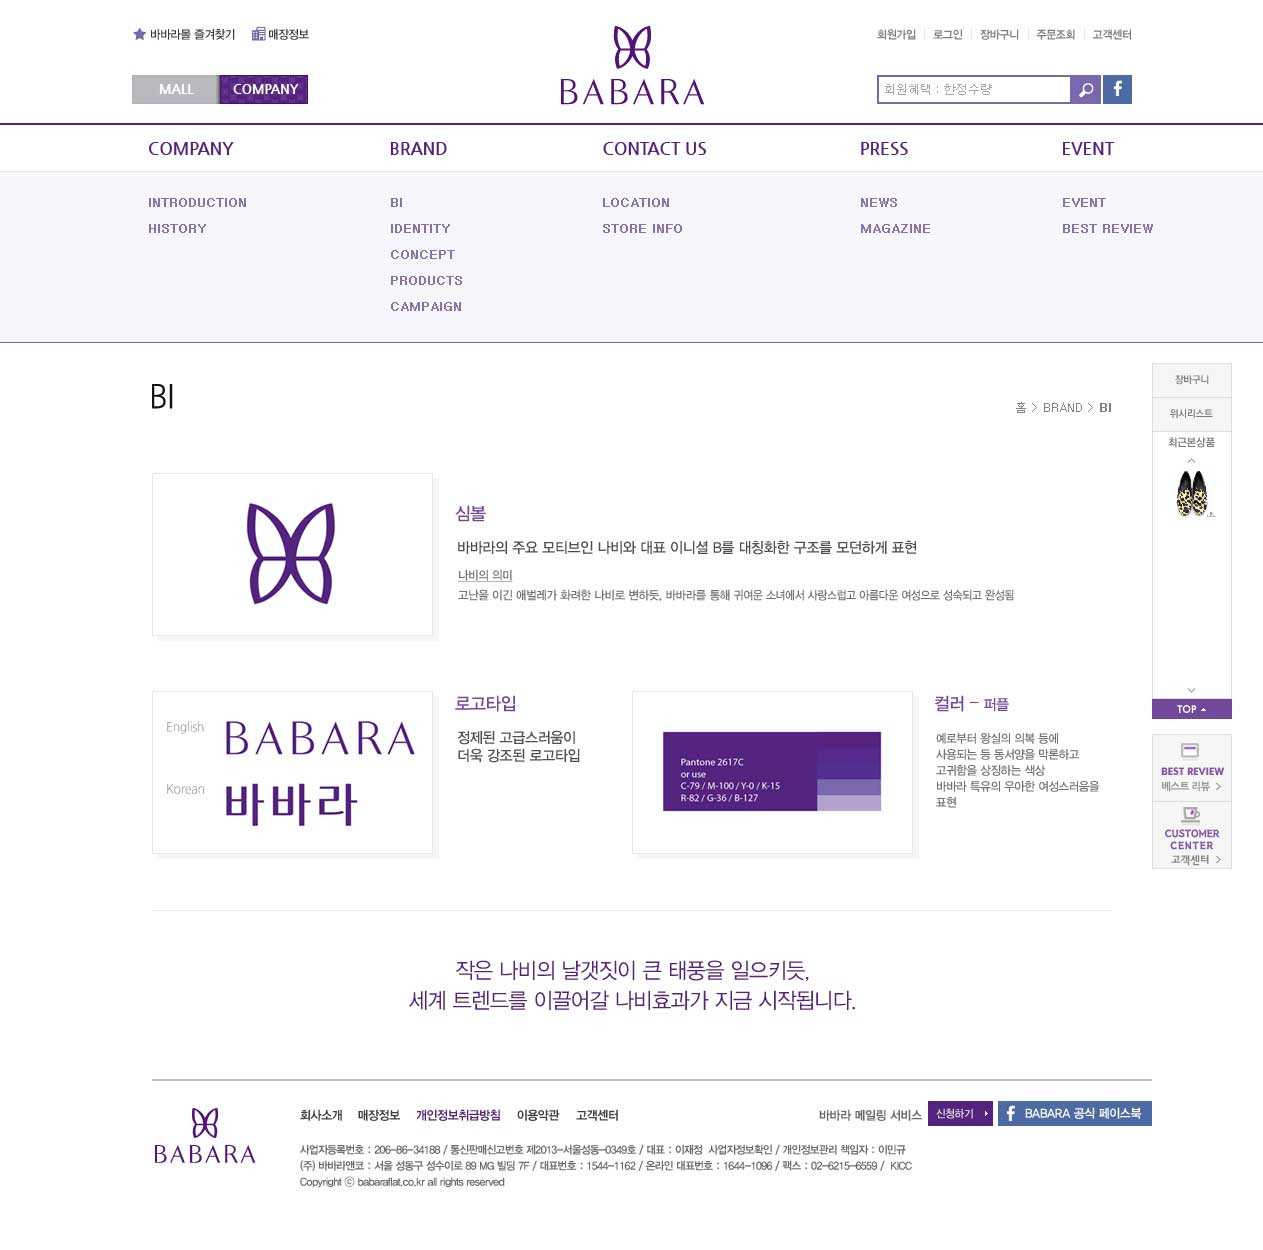 바바라몰 즐겨찾기 매장정보
회원가입 로그인 장바구니 주문조회 고객센터
MALL COMPANY
BABARA
회원혜택 : 한정수량
f
COMPANY BRAND CONTACT US PRESS EVENT
INTRODUCTION BI LOCATION NEWS EVENT
HISTORY IDENTITY STORE INFO MAGAZINE BEST REVIEW
CONCEPT
PRODUCTS
CAMPAIGN
BI
홈 > BRAND > BI
장바구니
위시리스트
최근본상품
심볼
바바라의 주요 모티브인 나비와 대표 이니셜 B를 대칭화한 구조를 모던하게 표현
나비의 의미
고난을 이긴 애벌레가 화려한 나비로 변하듯, 바바라를 통해 귀여운 소녀에서 사랑스럽고 아름다운 여성으로 성숙되고 완성됨
TOP
English BABARA
Korean 바바라
로고타입
정제된 고급스러움이
더욱 강조된 로고타입
Pantone 2617C
or use
C-79 / M-100 / Y-0 / K-15
R-82 / G-36 / B-127
컬러 - 퍼플
예로부터 왕실의 의복 등에
사용되는 등 동서양을 막론하고
고귀함을 상징하는 색상
바바라 특유의 우아한 여성스러움을
표현
BEST REVIEW
베스트 리뷰 >
CUSTOMER
CENTER
고객센터 >
작은 나비의 날갯짓이 큰 태풍을 일으키듯,
세계 트렌드를 이끌어갈 나비효과가 지금 시작됩니다.
BABARA
회사소개 매장정보 개인정보취급방침 이용약관 고객센터
바바라 메일링 서비스 신청하기 f BABARA 공식 페이스북
사업자등록번호 : 206-86-34188 / 통신판매신고번호 제2013-서울성동-0349호 / 대표 : 이재정 사업자정보확인 / 개인정보관리 책임자 : 이민규
(주) 바바라앤코 : 서울 성동구 성수이로 89 MG 빌딩 7F / 대표번호 : 1544-1162 / 온라인 대표번호 : 1644-1096 / 팩스 : 02-6215-6559 / KICC
Copyright ⓒ babaraflat.co.kr all rights reserved